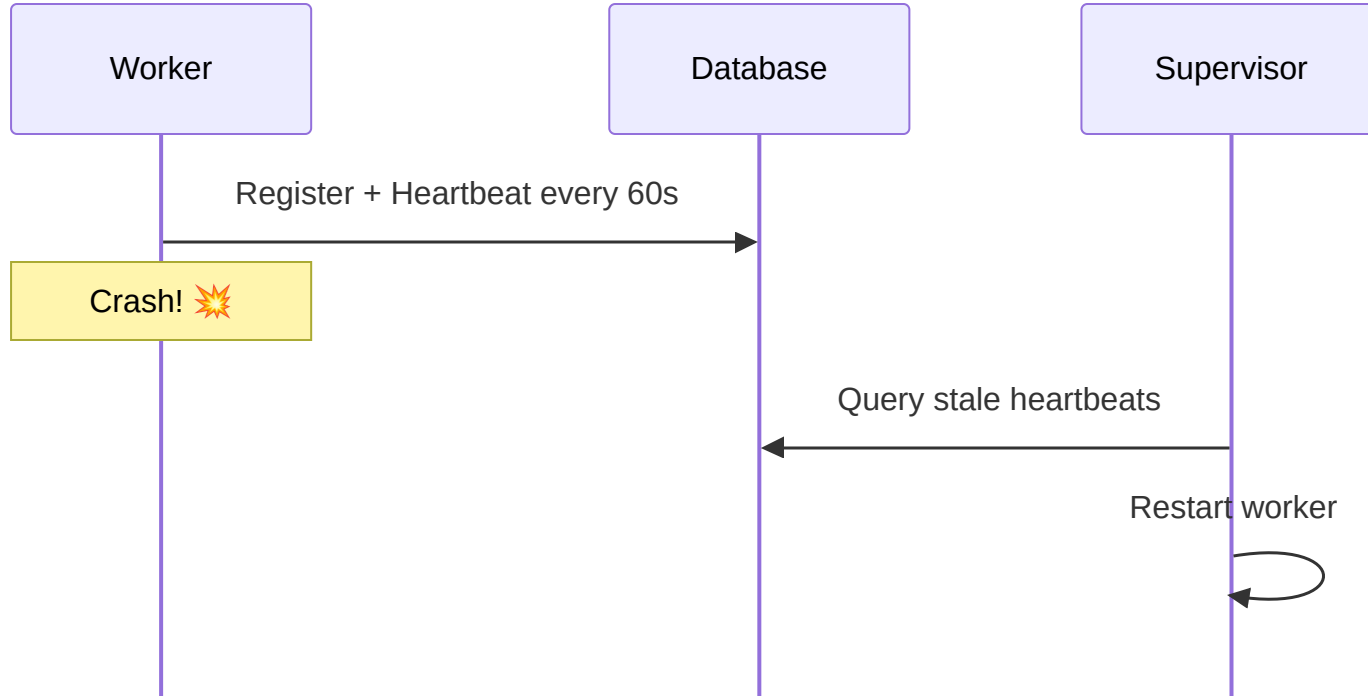 Worker
Database
Supervisor
Register + Heartbeat every 60s
Crash! 💥
Query stale heartbeats
Restart worker